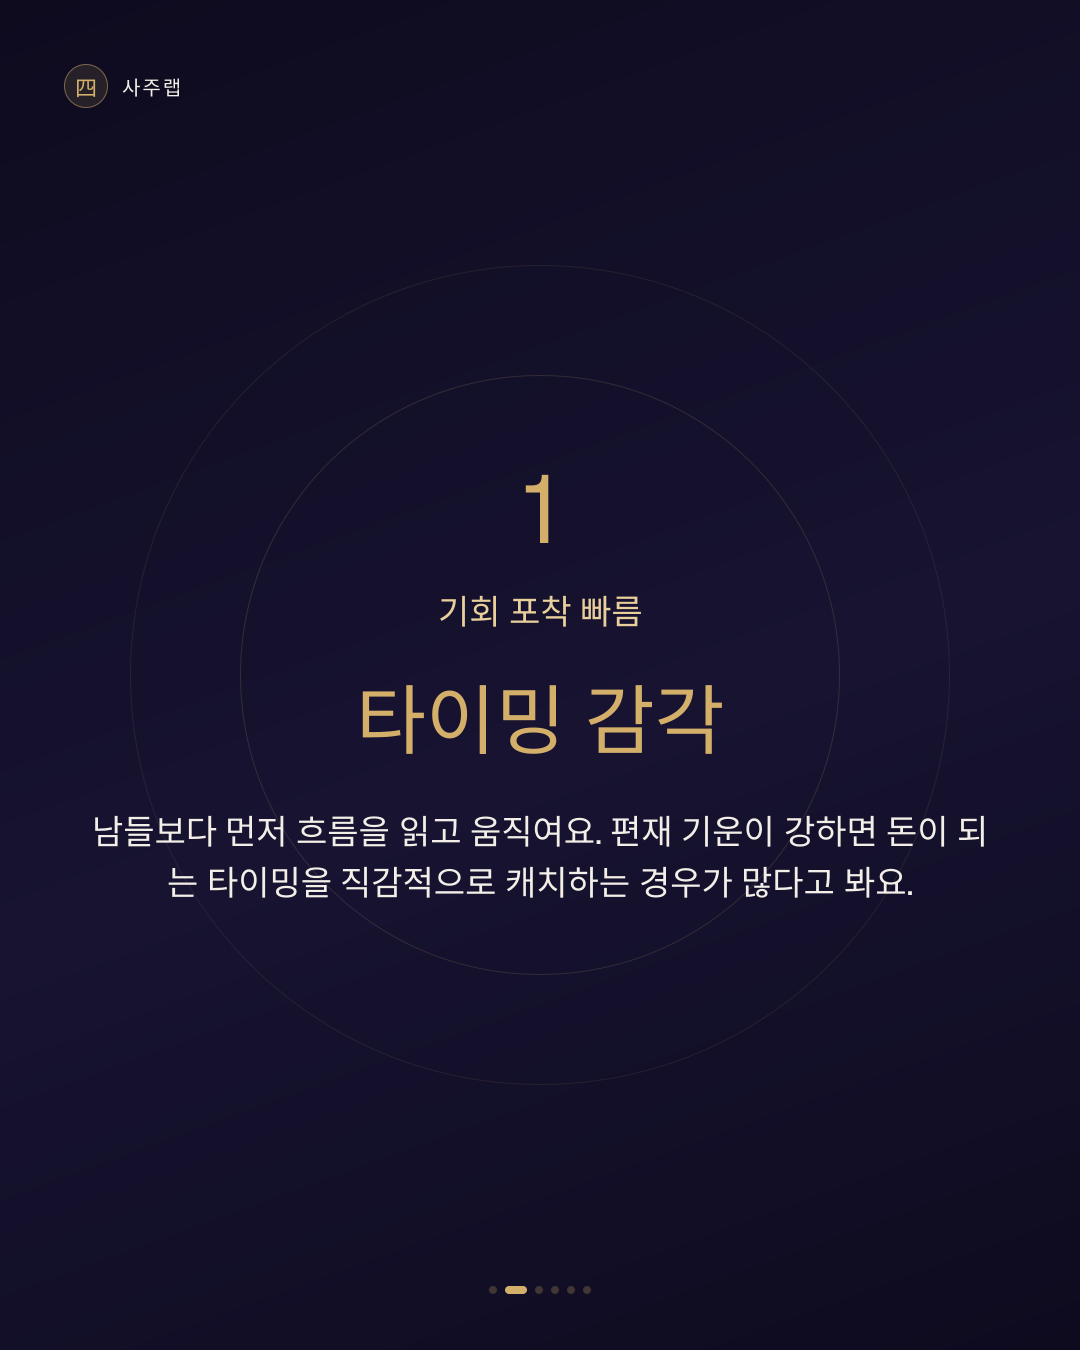 四 사주랩
1
기회 포착 빠름
타이밍 감각
남들보다 먼저 흐름을 읽고 움직여요. 편재 기운이 강하면 돈이 되
는 타이밍을 직감적으로 캐치하는 경우가 많다고 봐요.